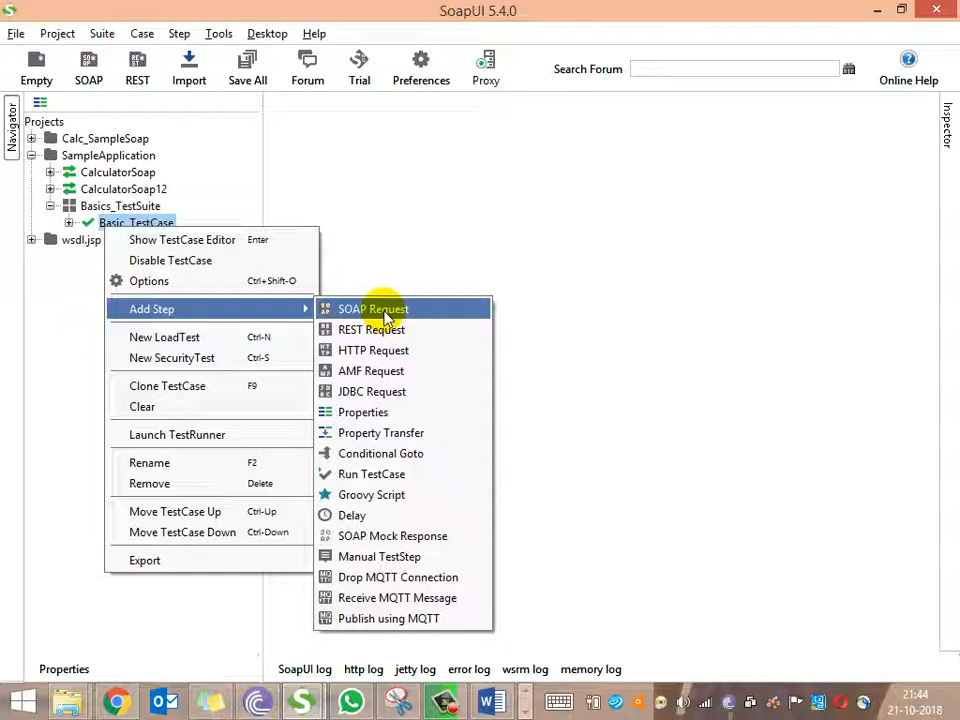 SoapUI 5.4.0
File Project Suite Case Step Tools Desktop Help
Empty SOAP REST Import Save All Forum Trial Preferences Proxy Search Forum Online Help
Navigator
Inspector
Projects
Calc_SampleSoap
SampleApplication
CalculatorSoap
CalculatorSoap12
Basics_TestSuite
Basic_TestCase
wsdl.jsp
Show TestCase Editor Enter
Disable TestCase
Options Ctrl+Shift-O
Add Step
New LoadTest Ctrl-N
New SecurityTest Ctrl-S
Clone TestCase F9
Clear
Launch TestRunner
Rename F2
Remove Delete
Move TestCase Up Ctrl-Up
Move TestCase Down Ctrl-Down
Export
SOAP Request
REST Request
HTTP Request
AMF Request
JDBC Request
Properties
Property Transfer
Conditional Goto
Run TestCase
Groovy Script
Delay
SOAP Mock Response
Manual TestStep
Drop MQTT Connection
Receive MQTT Message
Publish using MQTT
Properties
SoapUI log http log jetty log error log wsrm log memory log
21:44
21-10-2018